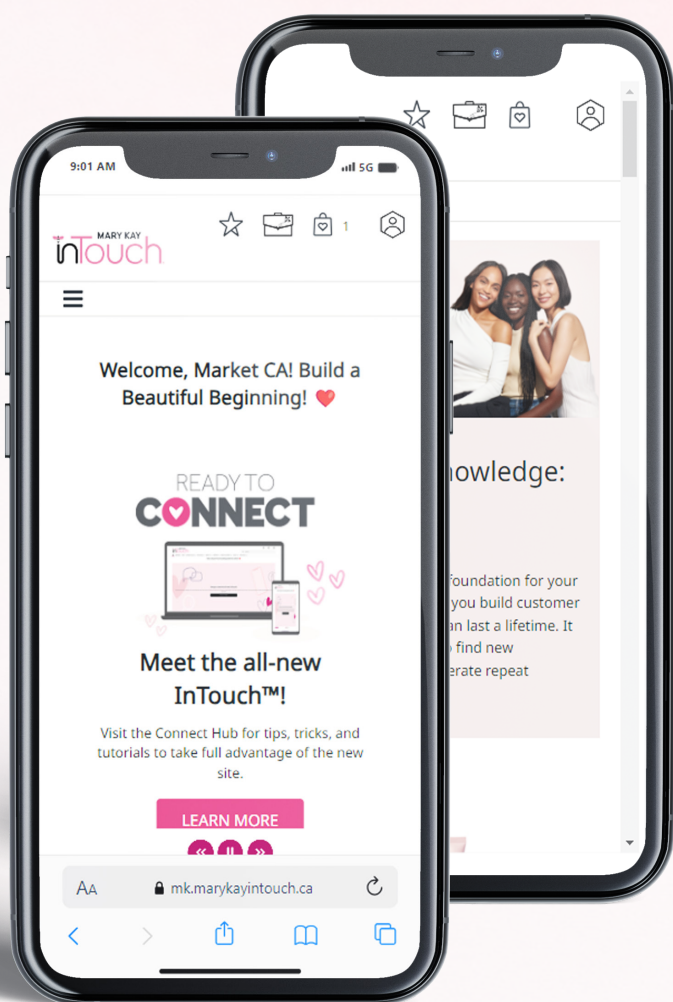 9:01 AM
5G
MARY KAY
inTouch
1
Welcome, Market CA! Build a
Beautiful Beginning! ❤️
READY TO
CONNECT
Meet the all-new
InTouch™!
Visit the Connect Hub for tips, tricks, and
tutorials to take full advantage of the new
site.
LEARN MORE
AA
mk.marykayintouch.ca
owledge:
foundation for your
you build customer
an last a lifetime. It
find new
erate repeat